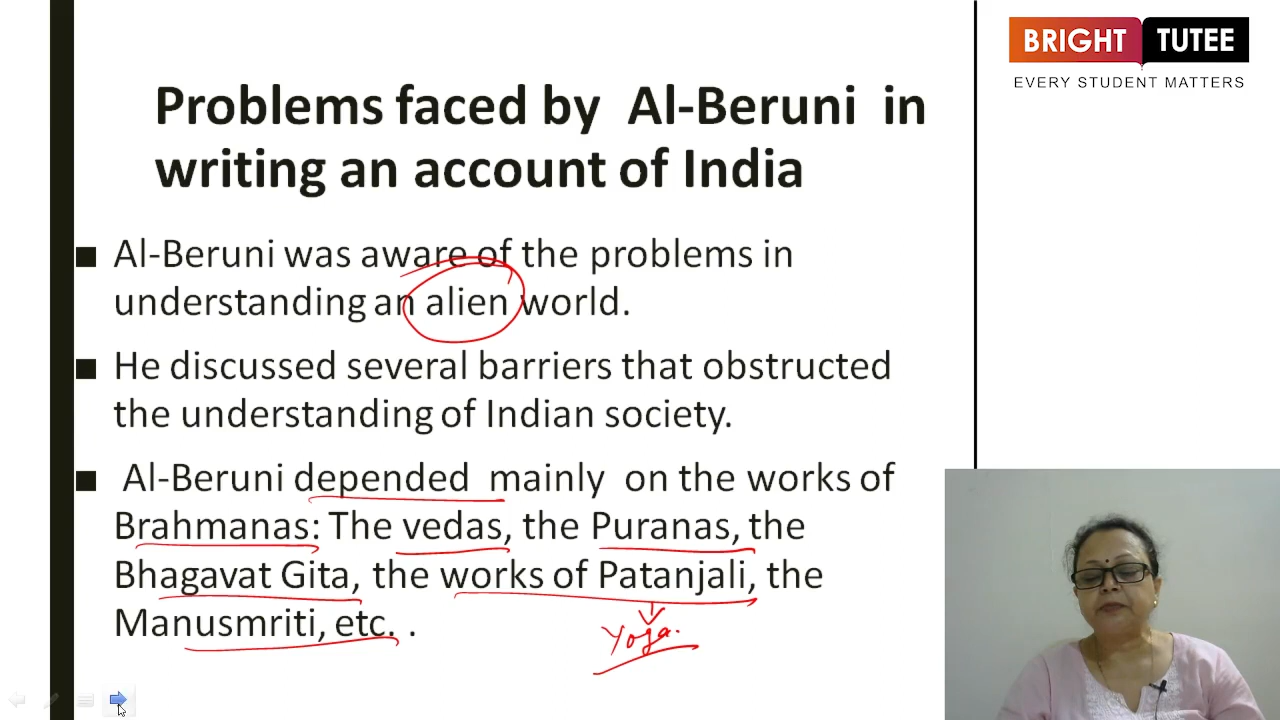 BRIGHT TUTEE
EVERY STUDENT MATTERS
Problems faced by Al-Beruni in
writing an account of India
■ Al-Beruni was aware of the problems in
understanding an alien world.
■ He discussed several barriers that obstructed
the understanding of Indian society.
■ Al-Beruni depended mainly on the works of
Brahmanas: The vedas, the Puranas, the
Bhagavat Gita, the works of Patanjali, the
Manusmriti, etc. .
Yoga.